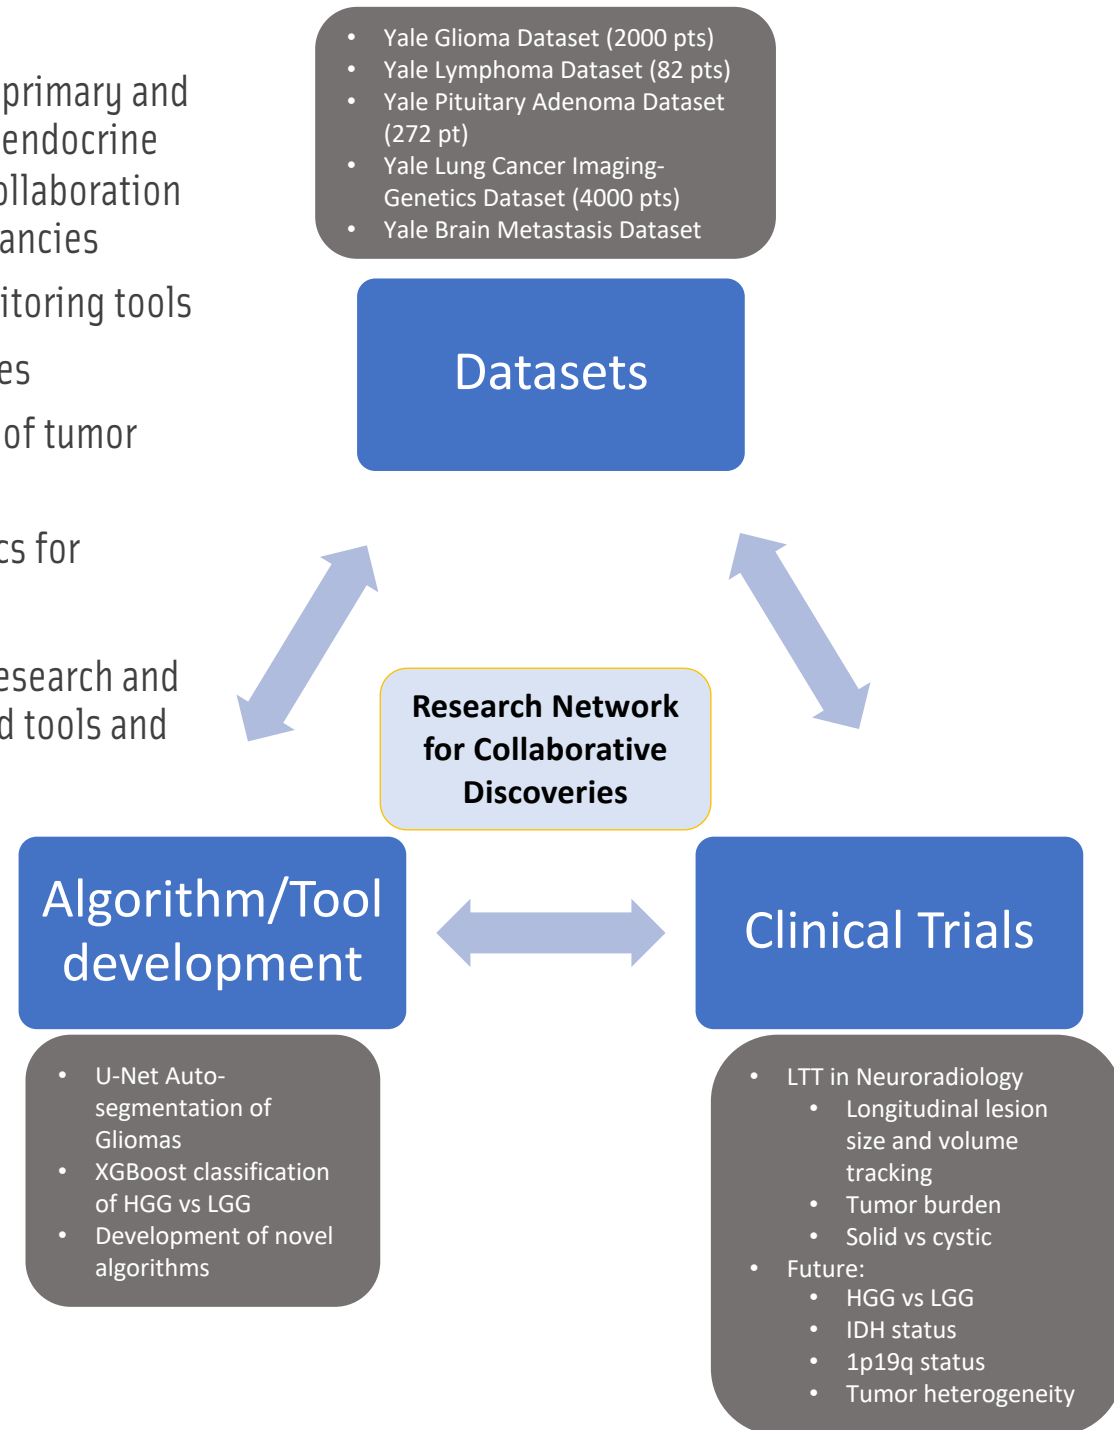 primary and
endocrine
ollaboration
ancies
itoring tools
es
of tumor
cs for
esearch and
d tools and
• Yale Glioma Dataset (2000 pts)
• Yale Lymphoma Dataset (82 pts)
• Yale Pituitary Adenoma Dataset
(272 pt)
• Yale Lung Cancer Imaging-
Genetics Dataset (4000 pts)
• Yale Brain Metastasis Dataset
Datasets
Research Network
for Collaborative
Discoveries
Algorithm/Tool
development
• U-Net Auto-
segmentation of
Gliomas
• XGBoost classification
of HGG vs LGG
• Development of novel
algorithms
Clinical Trials
• LTT in Neuroradiology
• Longitudinal lesion
size and volume
tracking
• Tumor burden
• Solid vs cystic
• Future:
• HGG vs LGG
• IDH status
• 1p19q status
• Tumor heterogeneity